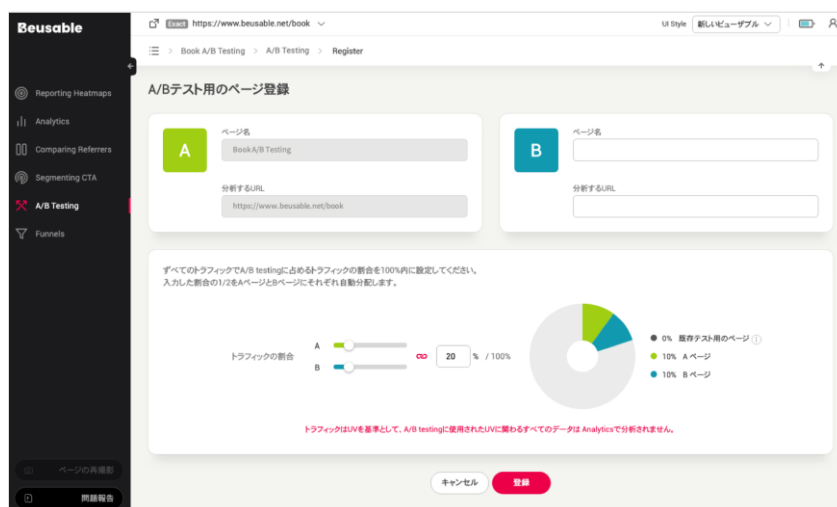 Beusable
Exact https://www.beusable.net/book
UI Style 新しいビューザブル
Book A/B Testing > A/B Testing > Register
Reporting Heatmaps
Analytics
Comparing Referrers
Segmenting CTA
A/B Testing
Funnels
ページの再撮影
問題報告
A/Bテスト用のページ登録
A
ページ名
Book A/B Testing
分析するURL
https://www.beusable.net/book
B
ページ名
分析するURL
ずべてのトラフィックでA/B testingに占めるトラフィックの割合を100%内に設定してください。
入力した割合の1/2をAページとBページにそれぞれ自動分配します。
トラフィックの割合
A
B
20 % / 100%
0% 既存テスト用のページ
10% A ページ
10% B ページ
トラフィックはUVを基準として、A/B testingに使用されたUVに関わるすべてのデータは Analyticsで分析されません。
キャンセル
登録